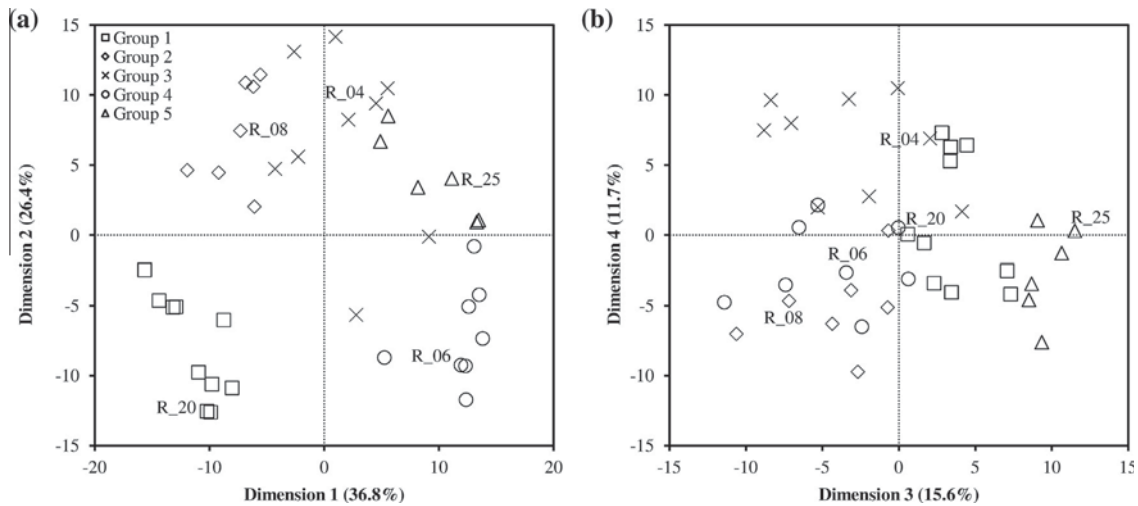 (a)
15
10
5
0
-5
-10
-15
-20
-10
0
10
20
Dimension 2 (26.4%)
Dimension 1 (36.8%)
Group 1
Group 2
Group 3
Group 4
Group 5
R_04
R_08
R_25
R_06
R_20
(b)
15
10
5
0
-5
-10
-15
-15
-10
-5
0
5
10
15
Dimension 4 (11.7%)
Dimension 3 (15.6%)
R_04
R_20
R_25
R_06
R_08